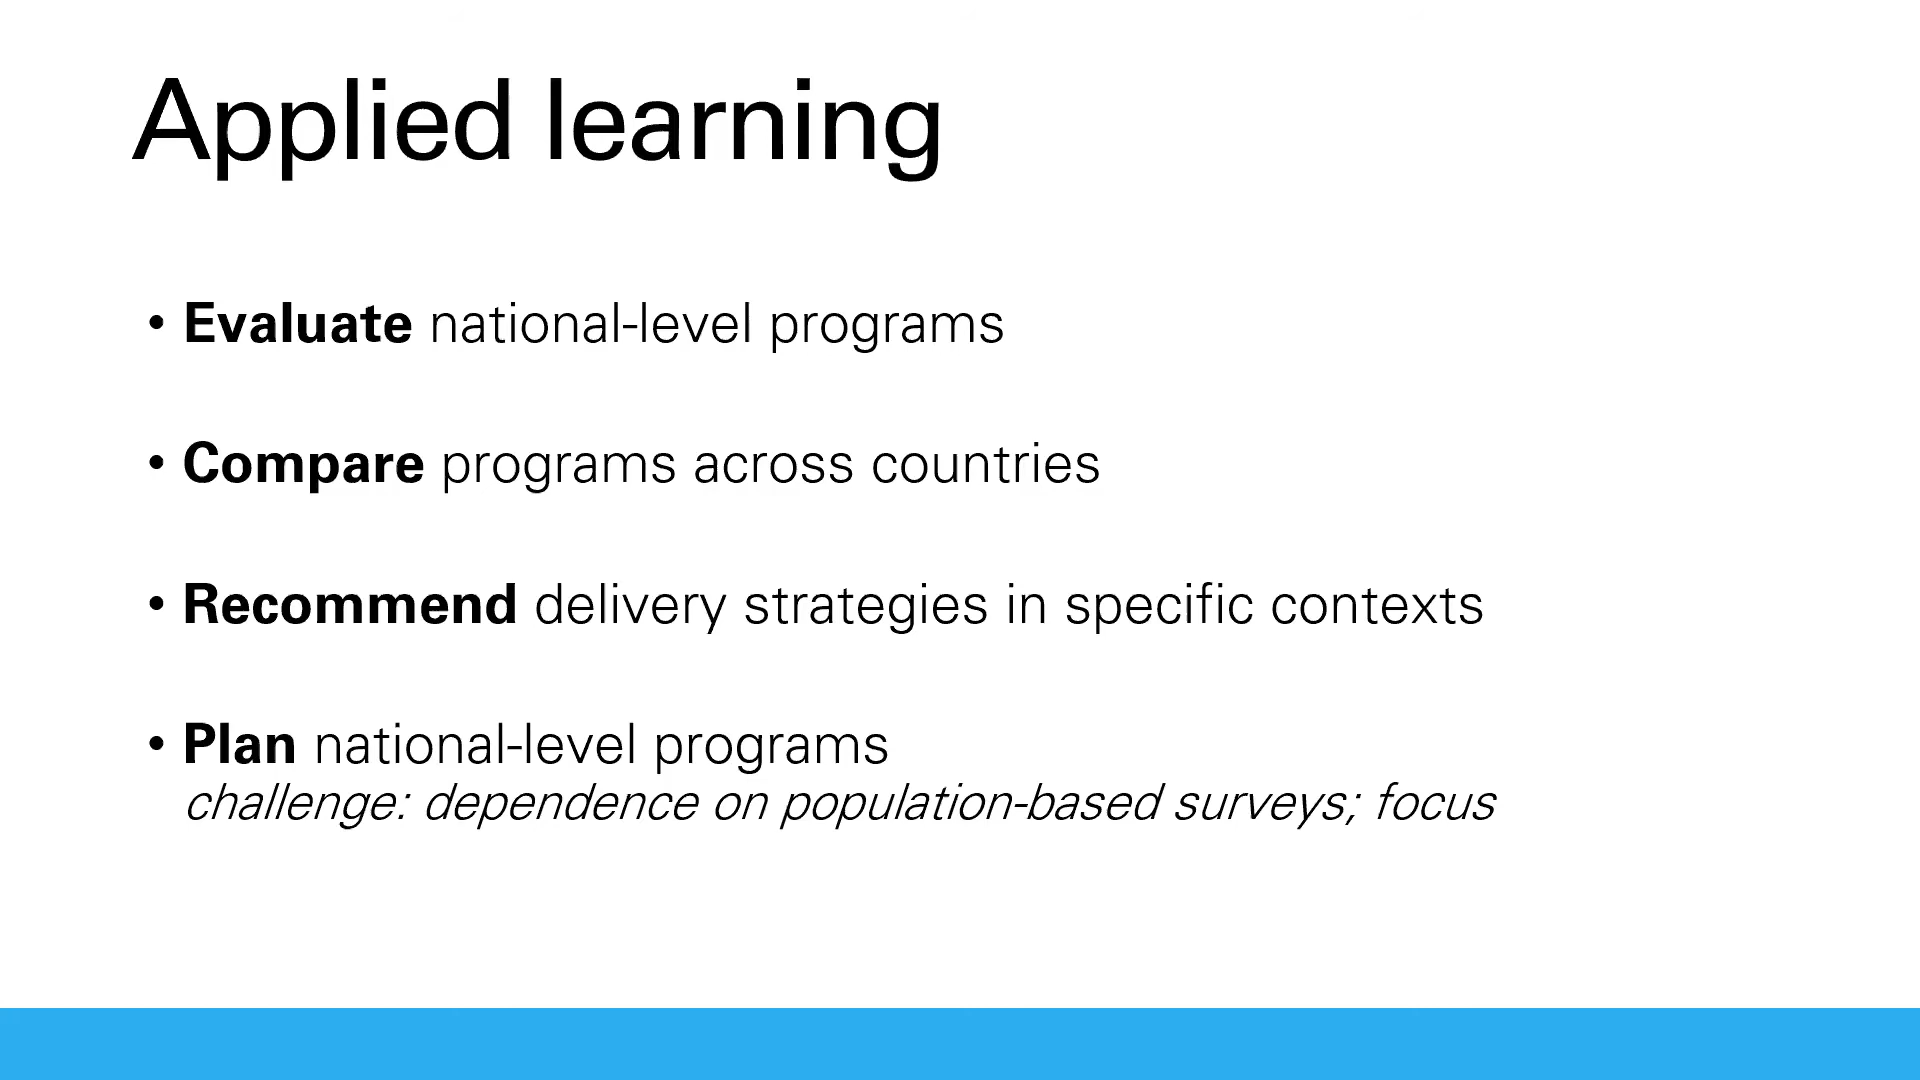 Applied learning
• Evaluate national-level programs
• Compare programs across countries
• Recommend delivery strategies in specific contexts
• Plan national-level programs
challenge: dependence on population-based surveys; focus